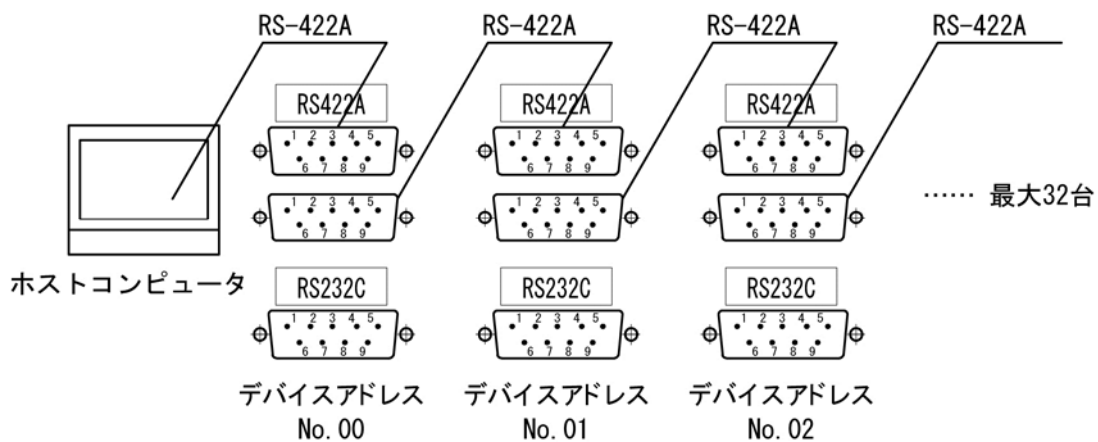 RS-422A RS-422A RS-422A RS-422A
RS422A RS422A RS422A
1 2 3 4 5 1 2 3 4 5 1 2 3 4 5
6 7 8 9 6 7 8 9 6 7 8 9
1 2 3 4 5 1 2 3 4 5 1 2 3 4 5
6 7 8 9 6 7 8 9 6 7 8 9
…… 最大32台
ホストコンピュータ
RS232C RS232C RS232C
1 2 3 4 5 1 2 3 4 5 1 2 3 4 5
6 7 8 9 6 7 8 9 6 7 8 9
デバイスアドレス デバイスアドレス デバイスアドレス
No. 00 No. 01 No. 02